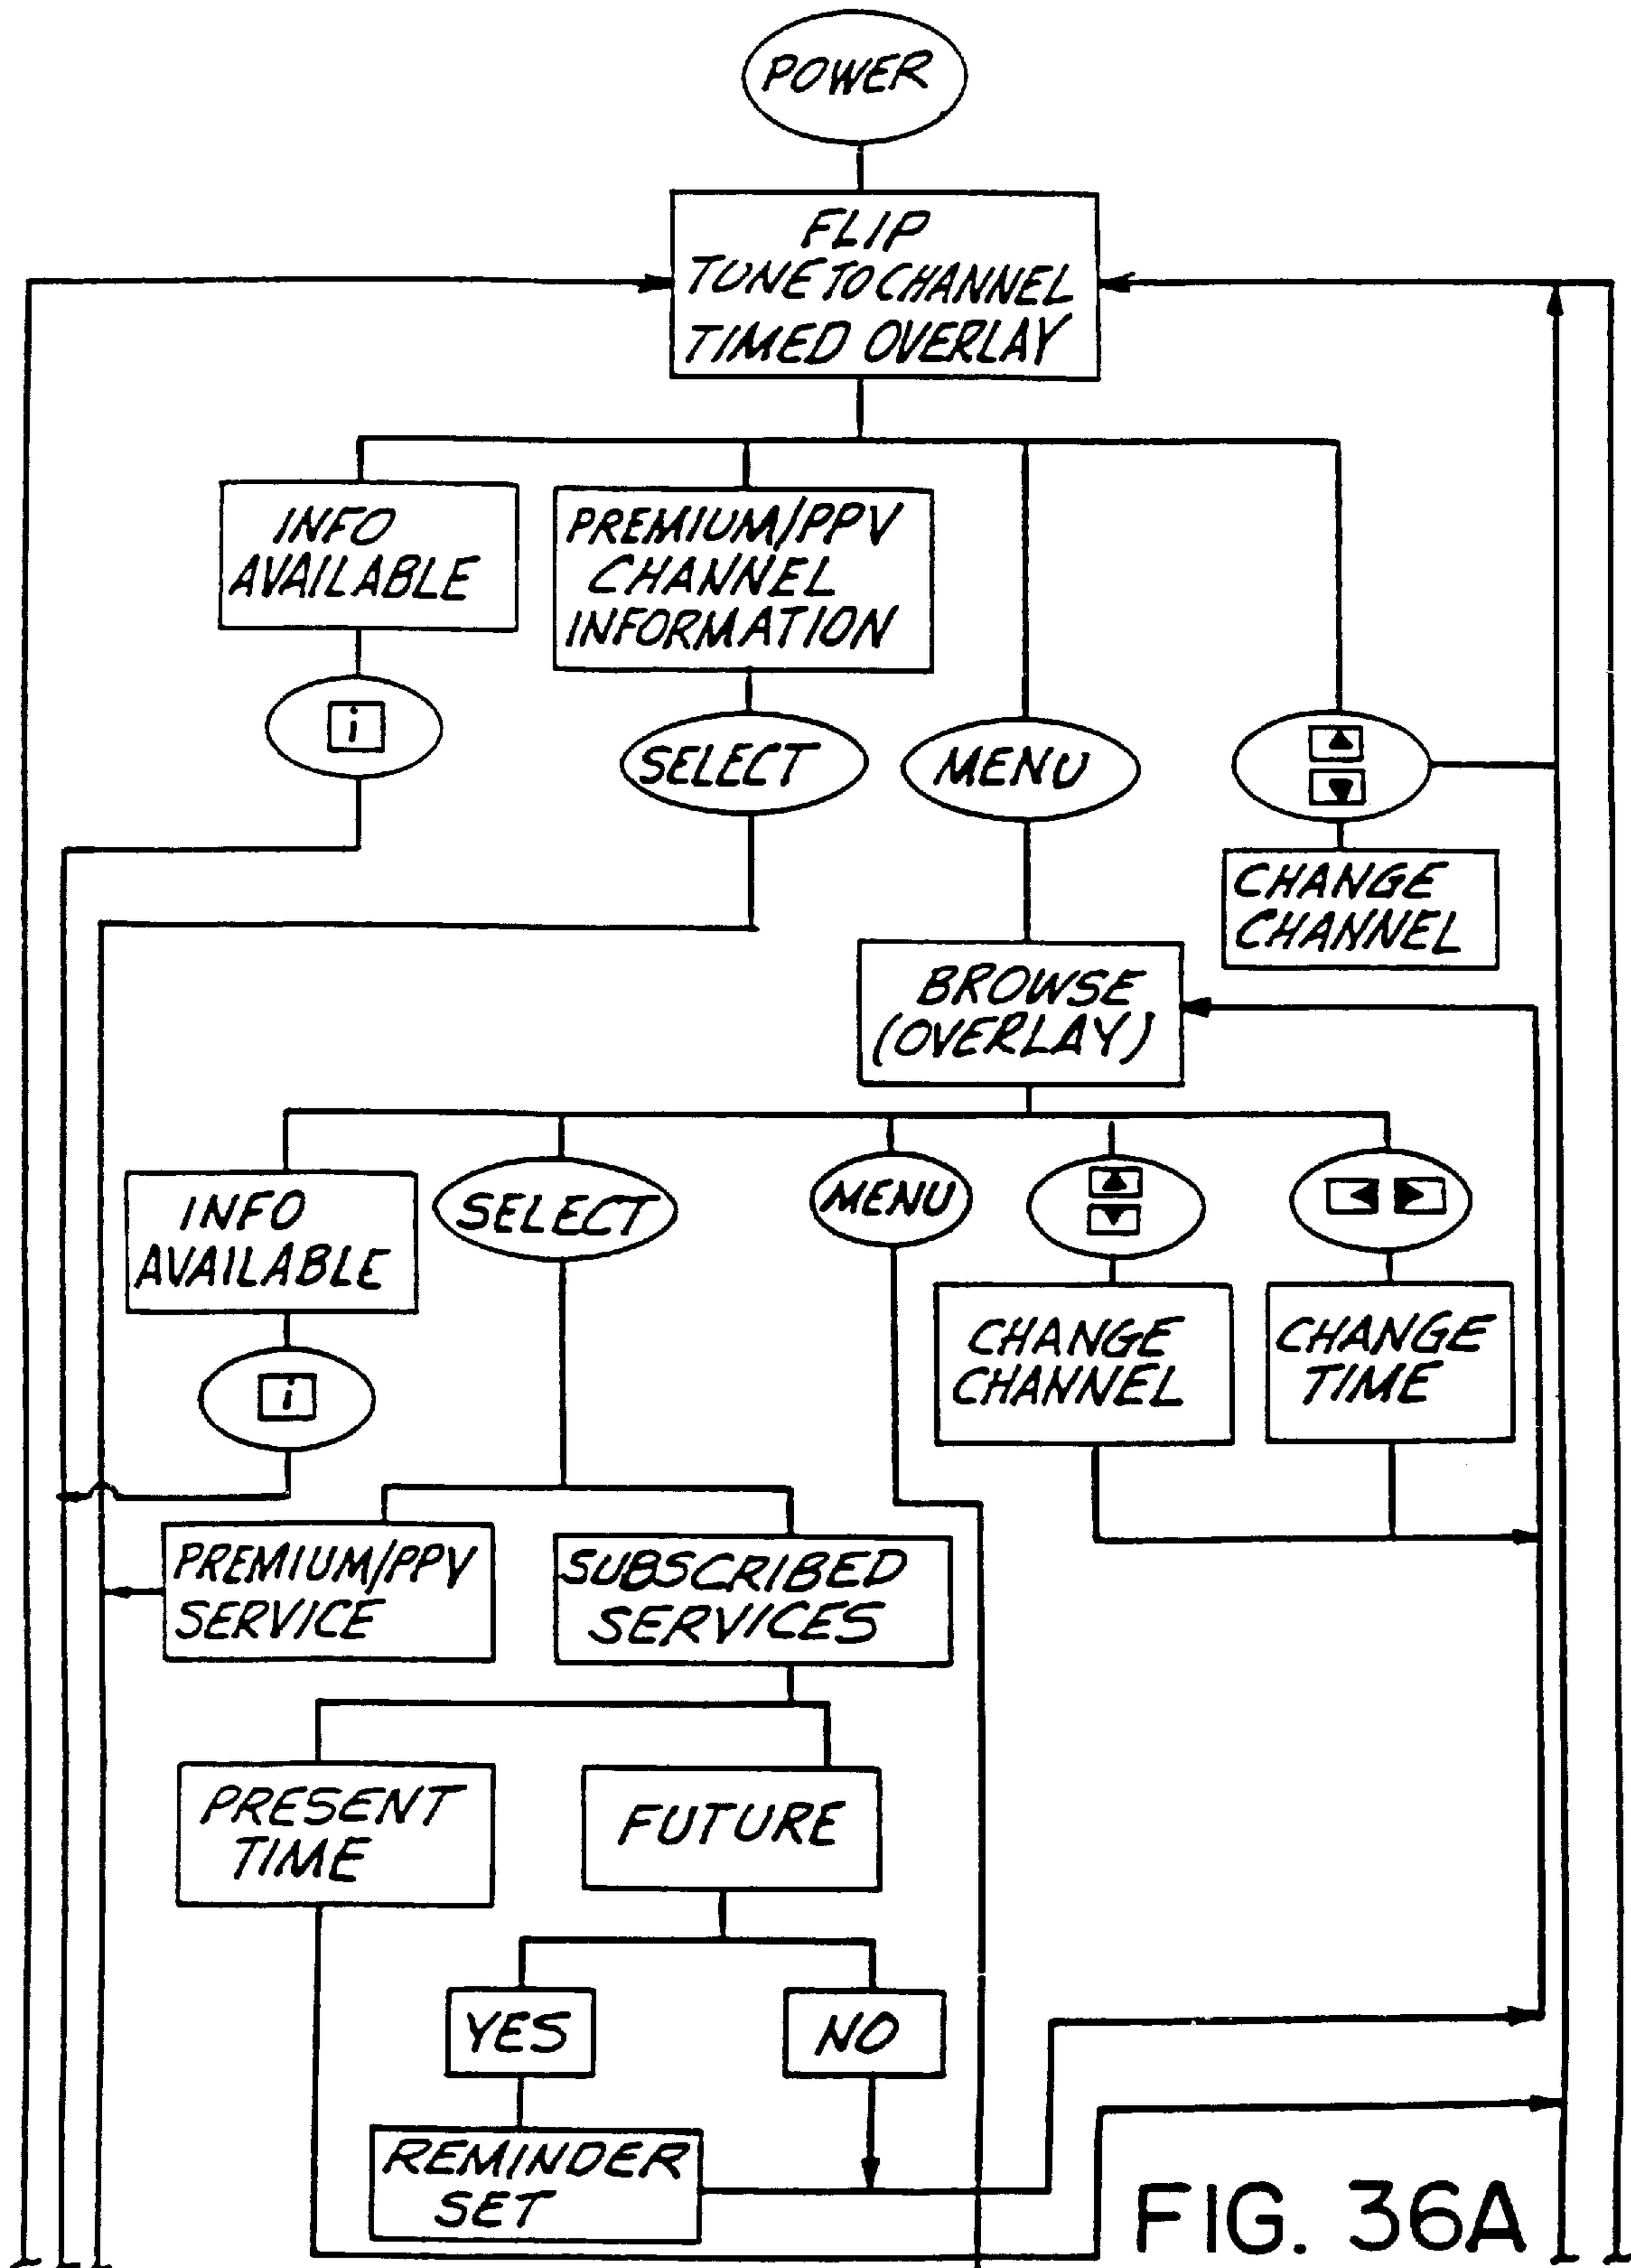 POWER
FLIP
TUNE TO CHANNEL
TIMED OVERLAY
INFO
AVAILABLE
PREMIUM/PPV
CHANNEL
INFORMATION
i
SELECT
MENU
CHANGE
CHANNEL
BROWSE
(OVERLAY)
INFO
AVAILABLE
SELECT
MENU
i
CHANGE
CHANNEL
CHANGE
TIME
PREMIUM/PPV
SERVICE
SUBSCRIBED
SERVICES
PRESENT
TIME
FUTURE
YES
NO
REMINDER
SET
FIG. 36A